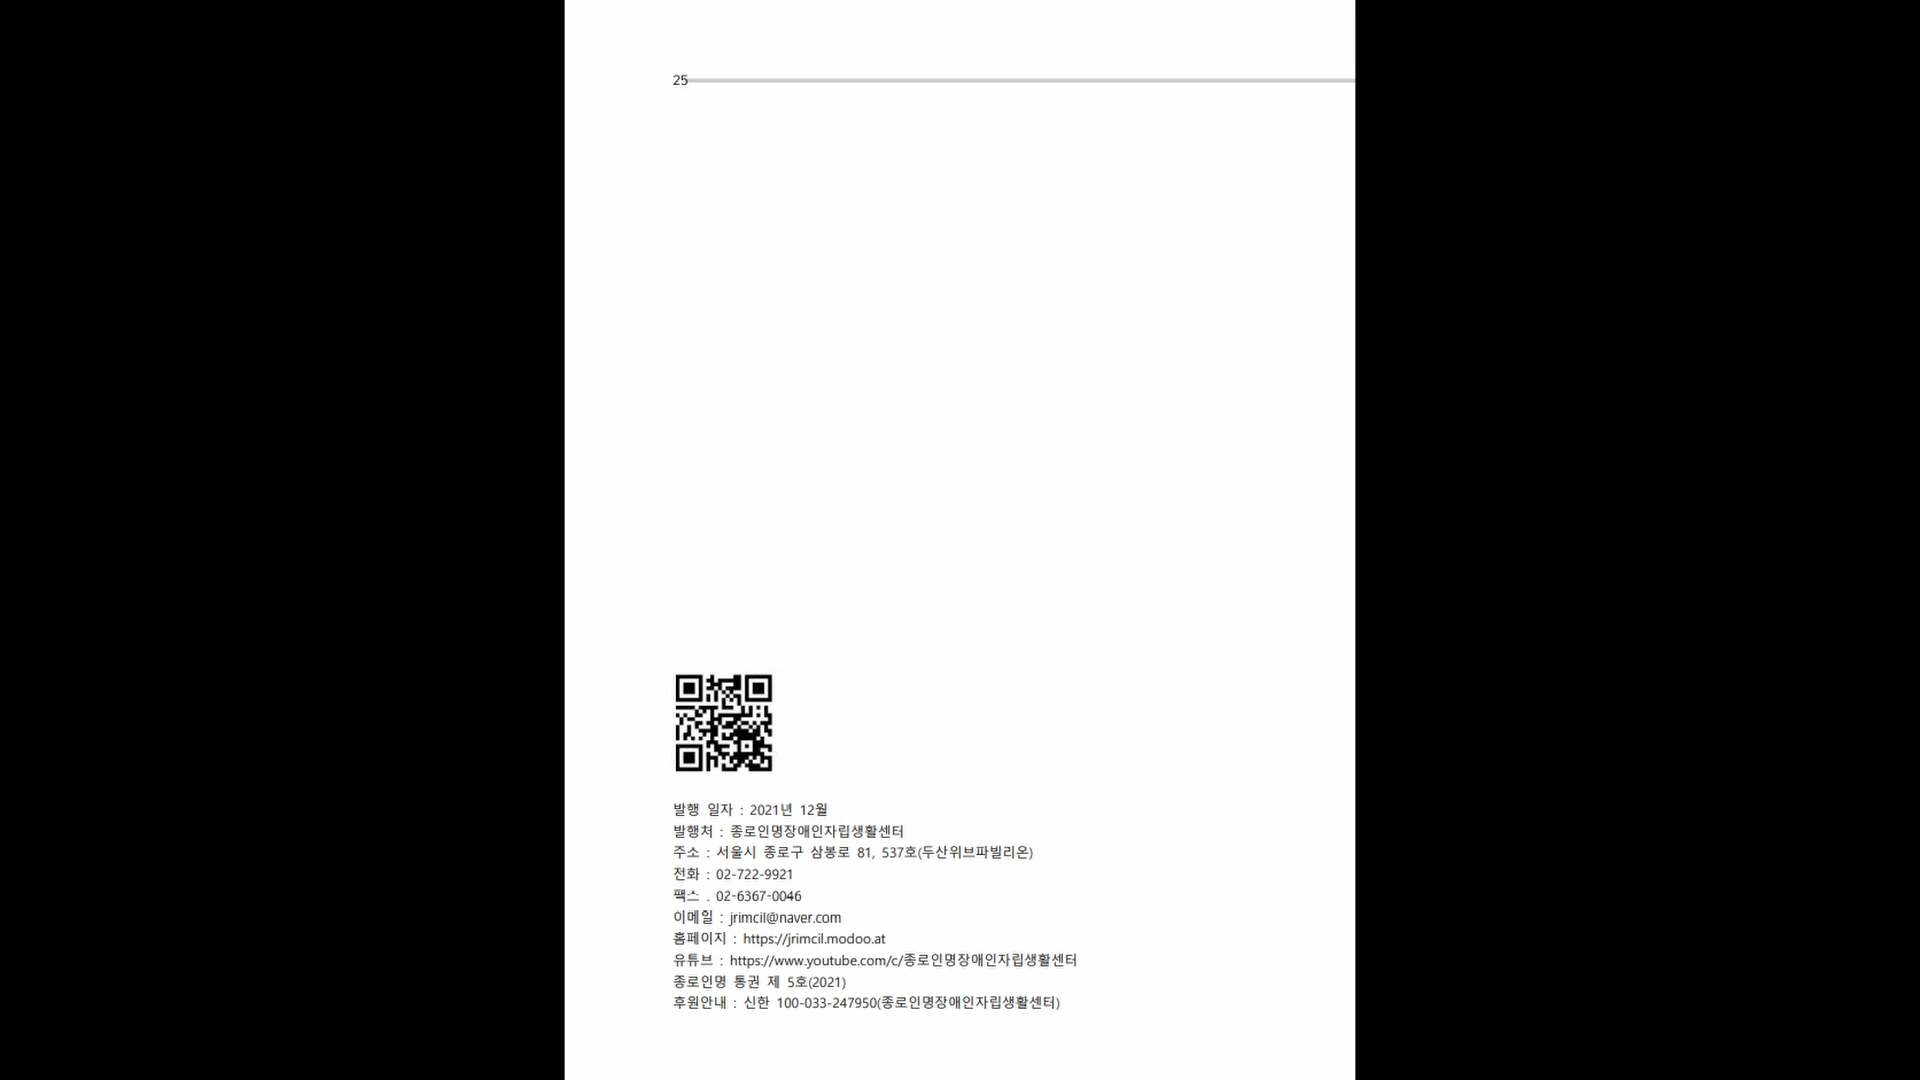 25
발행 일자 : 2021년 12월
발행처 : 종로인명장애인자립생활센터
주소 : 서울시 종로구 삼봉로 81, 537호(두산위브파빌리온)
전화 : 02-722-9921
팩스 : 02-6367-0046
이메일 : jrimcil@naver.com
홈페이지 : https://jrimcil.modoo.at
유튜브 : https://www.youtube.com/c/종로인명장애인자립생활센터
종로인명 통권 제 5호(2021)
후원안내 : 신한 100-033-247950(종로인명장애인자립생활센터)